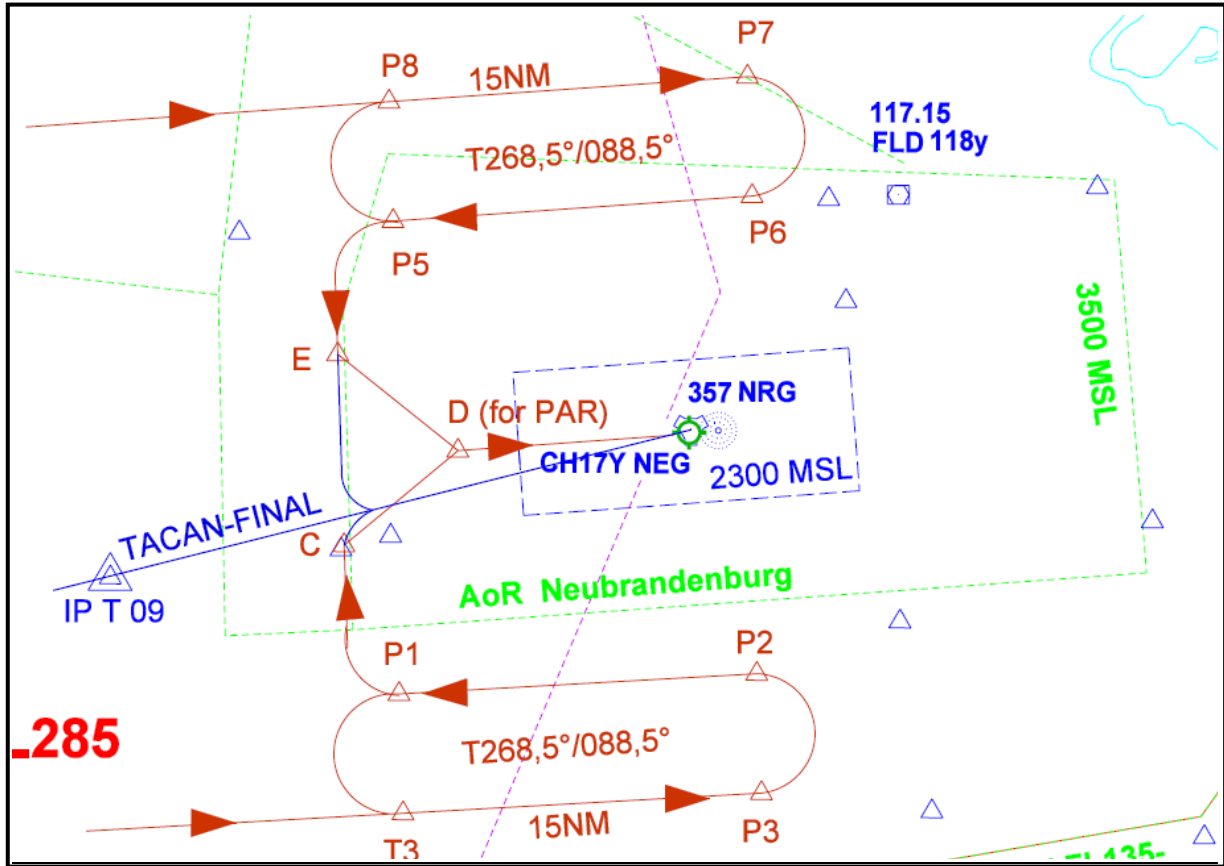 P7
P8
15NM
117.15
FLD 118y
T268,5°/088,5°
P6
P5
3500 MSL
E
357 NRG
D (for PAR)
CH17Y NEG
2300 MSL
TACAN-FINAL
C
AoR Neubrandenburg
IP T 09
P1
P2
285
T268,5°/088,5°
15NM
P3
T3
135-